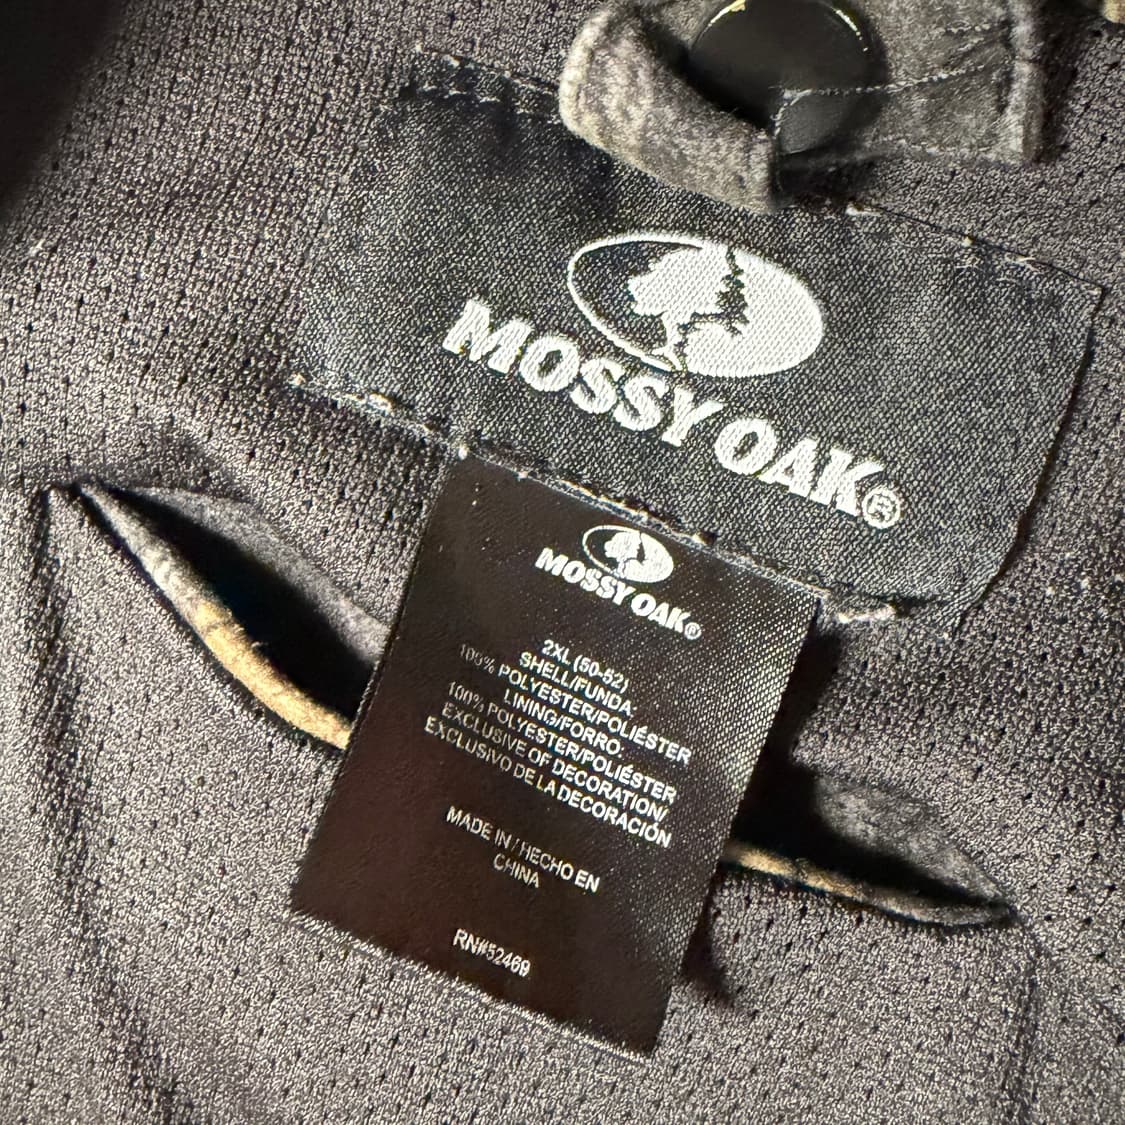 MOSSY OAK®
MOSSY OAK®
2XL (50-52)
SHELL/FUNDA:
100% POLYESTER/POLIÉSTER
LINING/FORRO:
100% POLYESTER/POLIÉSTER
EXCLUSIVE OF DECORATION/
EXCLUSIVO DE LA DECORACIÓN
MADE IN / HECHO EN
CHINA
RN#52469